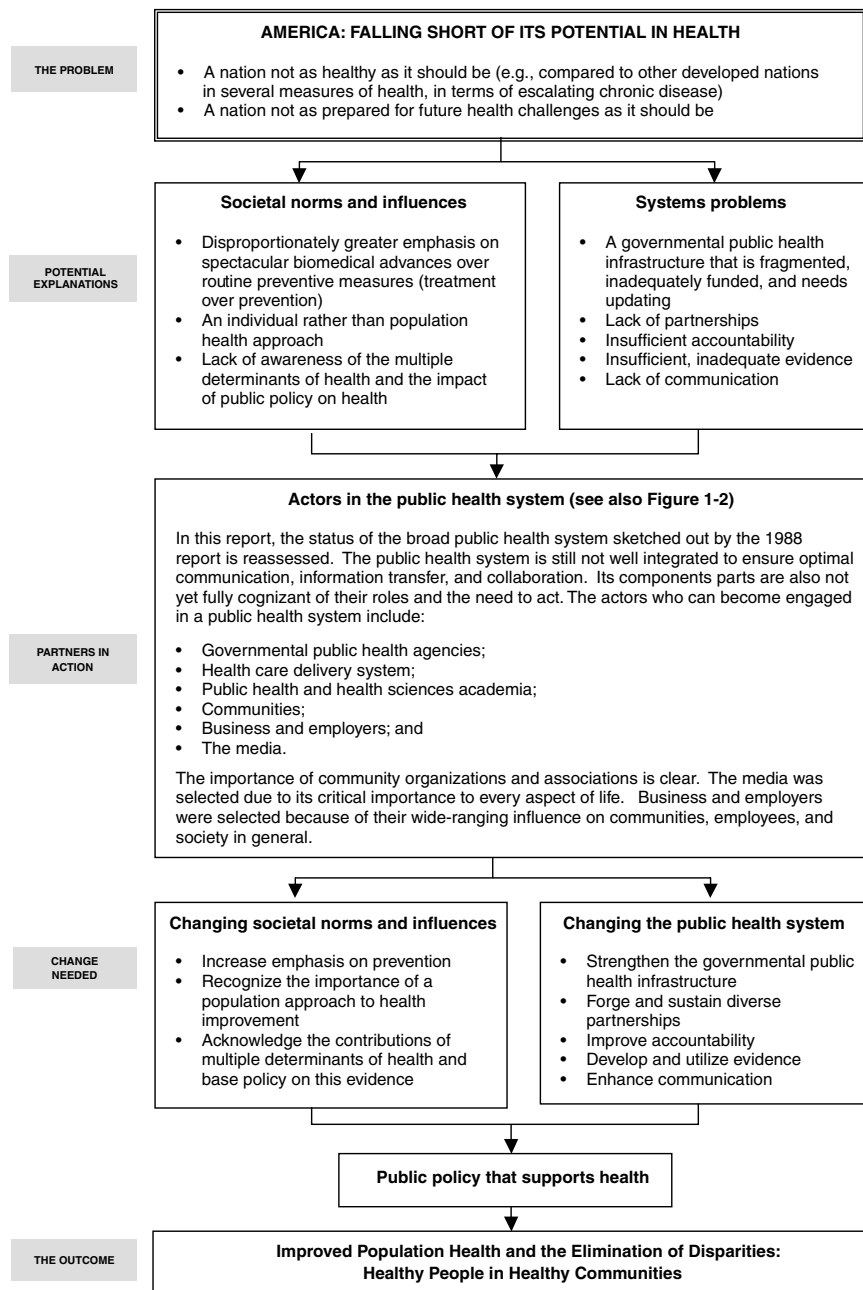 AMERICA: FALLING SHORT OF ITS POTENTIAL IN HEALTH
THE PROBLEM
• A nation not as healthy as it should be (e.g., compared to other developed nations
in several measures of health, in terms of escalating chronic disease)
• A nation not as prepared for future health challenges as it should be
POTENTIAL
EXPLANATIONS
Societal norms and influences
• Disproportionately greater emphasis on
spectacular biomedical advances over
routine preventive measures (treatment
over prevention)
• An individual rather than population
health approach
• Lack of awareness of the multiple
determinants of health and the impact
of public policy on health
Systems problems
• A governmental public health
infrastructure that is fragmented,
inadequately funded, and needs
updating
• Lack of partnerships
• Insufficient accountability
• Insufficient, inadequate evidence
• Lack of communication
PARTNERS IN
ACTION
Actors in the public health system (see also Figure 1-2)
In this report, the status of the broad public health system sketched out by the 1988
report is reassessed. The public health system is still not well integrated to ensure optimal
communication, information transfer, and collaboration. Its components parts are also not
yet fully cognizant of their roles and the need to act. The actors who can become engaged
in a public health system include:
• Governmental public health agencies;
• Health care delivery system;
• Public health and health sciences academia;
• Communities;
• Business and employers; and
• The media.
The importance of community organizations and associations is clear. The media was
selected due to its critical importance to every aspect of life. Business and employers
were selected because of their wide-ranging influence on communities, employees, and
society in general.
CHANGE
NEEDED
Changing societal norms and influences
• Increase emphasis on prevention
• Recognize the importance of a
population approach to health
improvement
• Acknowledge the contributions of
multiple determinants of health and
base policy on this evidence
Changing the public health system
• Strengthen the governmental public
health infrastructure
• Forge and sustain diverse
partnerships
• Improve accountability
• Develop and utilize evidence
• Enhance communication
Public policy that supports health
THE OUTCOME
Improved Population Health and the Elimination of Disparities:
Healthy People in Healthy Communities